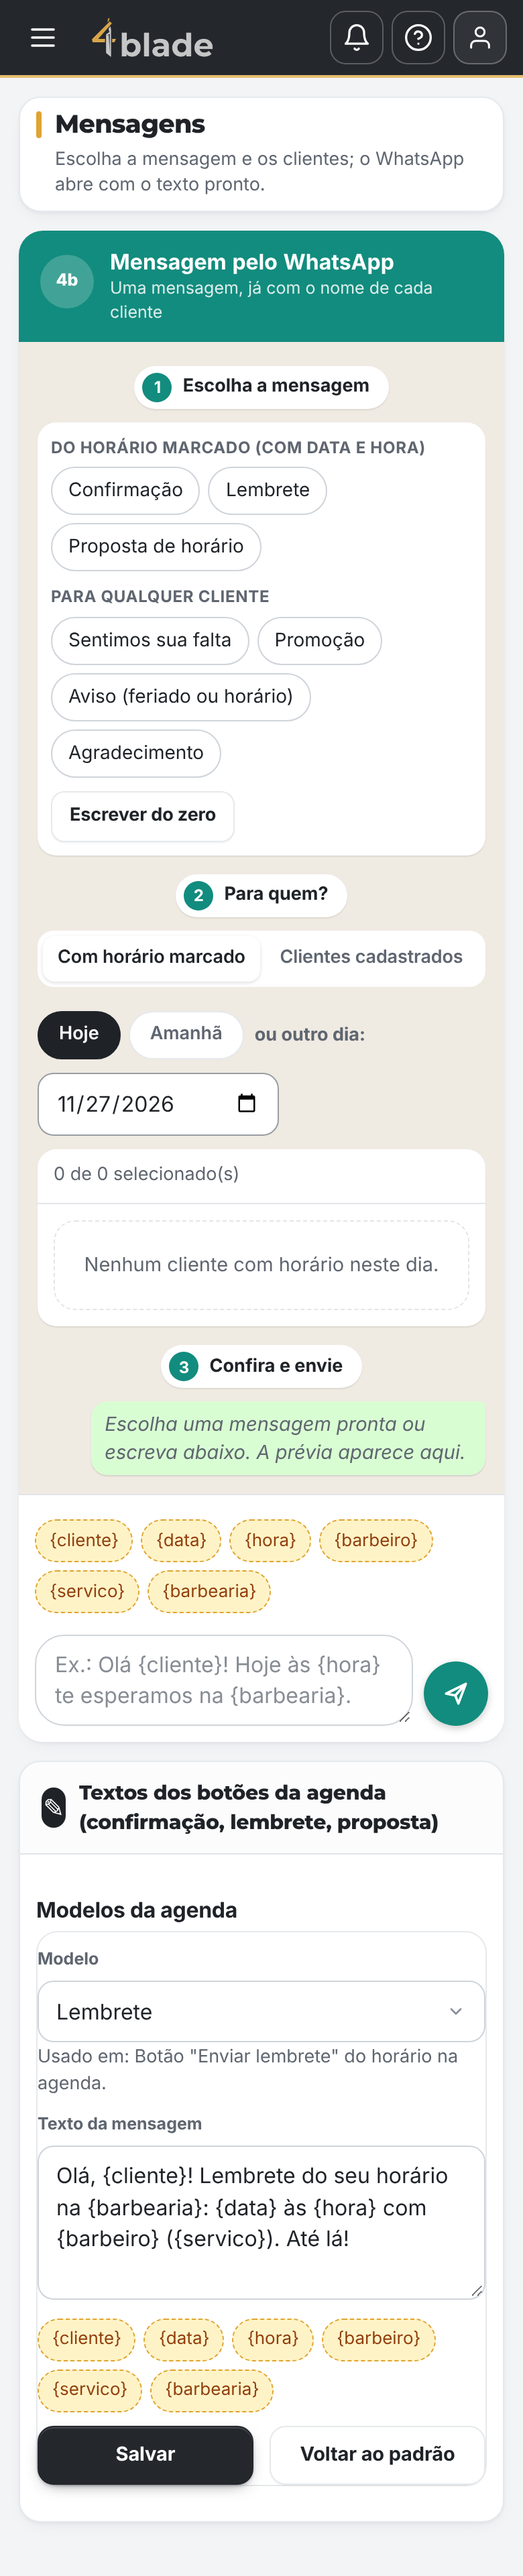 4blade
Mensagens
Escolha a mensagem e os clientes; o WhatsApp
abre com o texto pronto.
4b
Mensagem pelo WhatsApp
Uma mensagem, já com o nome de cada
cliente
1 Escolha a mensagem
DO HORÁRIO MARCADO (COM DATA E HORA)
Confirmação Lembrete
Proposta de horário
PARA QUALQUER CLIENTE
Sentimos sua falta Promoção
Aviso (feriado ou horário)
Agradecimento
Escrever do zero
2 Para quem?
Com horário marcado Clientes cadastrados
Hoje Amanhã ou outro dia:
11/27/2026
0 de 0 selecionado(s)
Nenhum cliente com horário neste dia.
3 Confira e envie
Escolha uma mensagem pronta ou
escreva abaixo. A prévia aparece aqui.
{cliente} {data} {hora} {barbeiro}
{servico} {barbearia}
Ex.: Olá {cliente}! Hoje às {hora}
te esperamos na {barbearia}.
Textos dos botões da agenda
(confirmação, lembrete, proposta)
Modelos da agenda
Modelo
Lembrete
Usado em: Botão "Enviar lembrete" do horário na
agenda.
Texto da mensagem
Olá, {cliente}! Lembrete do seu horário
na {barbearia}: {data} às {hora} com
{barbeiro} ({servico}). Até lá!
{cliente} {data} {hora} {barbeiro}
{servico} {barbearia}
Salvar Voltar ao padrão